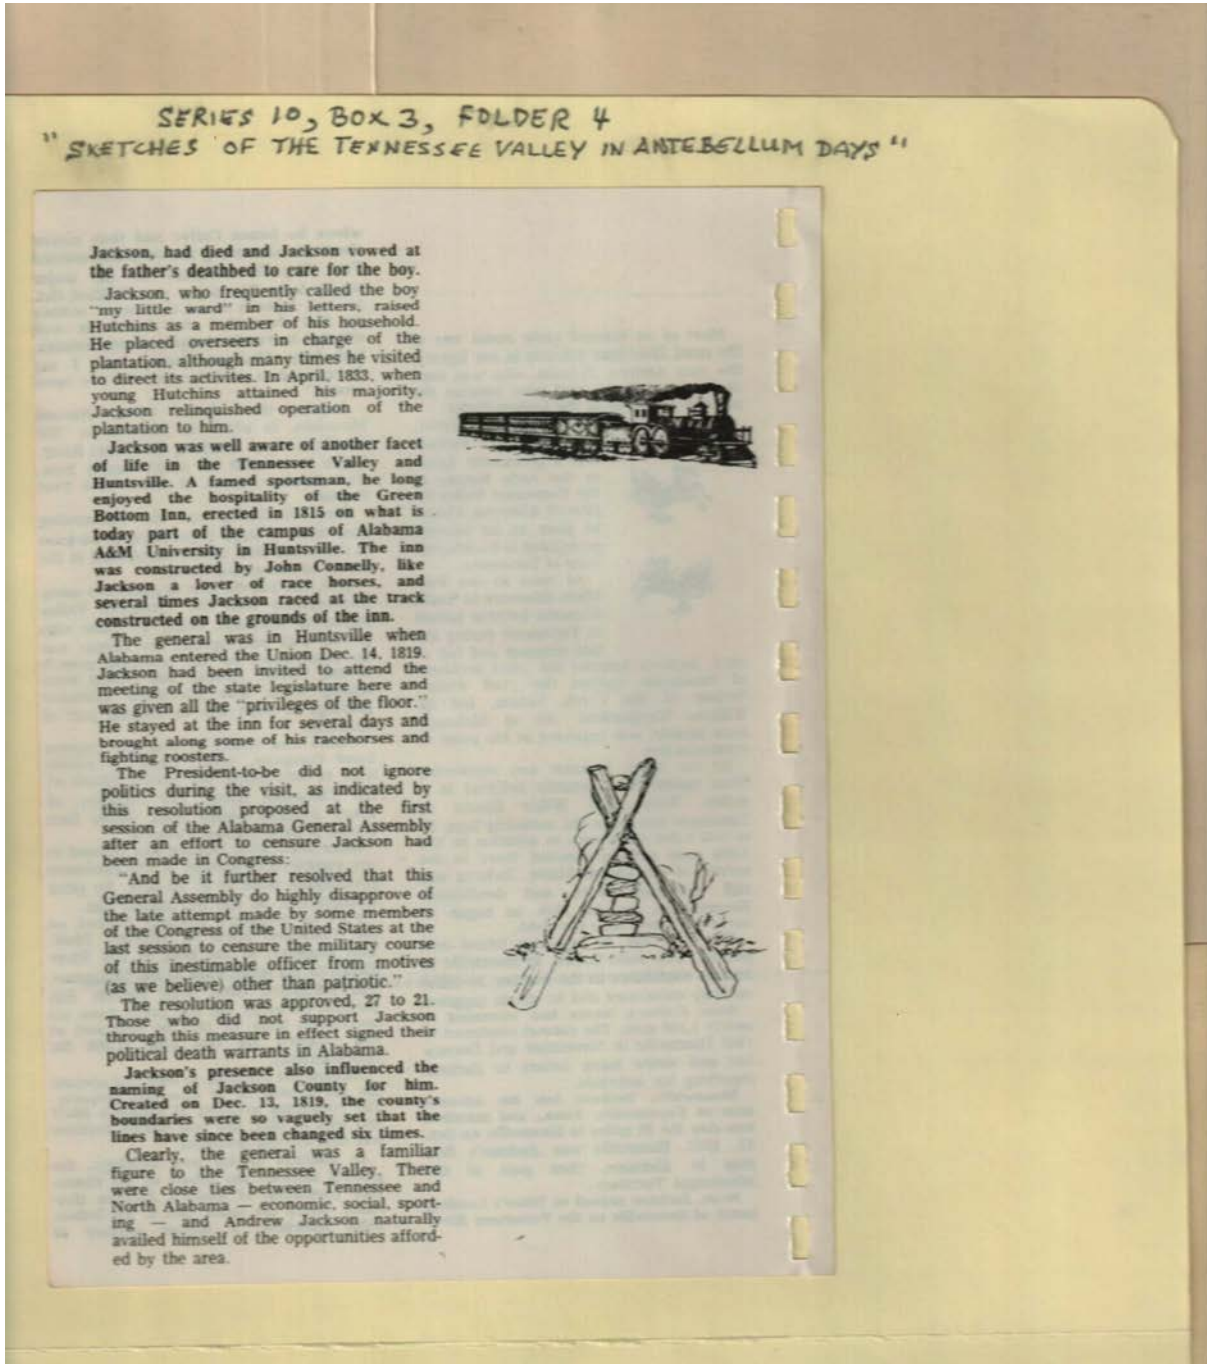 SERIES 10, BOX 3, FOLDER 4
"SKETCHES OF THE TENNESSEE VALLEY IN ANTEBELLUM DAYS"
Jackson, had died and Jackson vowed at
the father's deathbed to care for the boy.
Jackson, who frequently called the boy
"my little ward" in his letters, raised
Hutchins as a member of his household.
He placed overseers in charge of the
plantation, although many times he visited
to direct its activites. In April, 1833, when
young Hutchins attained his majority,
Jackson relinquished operation of the
plantation to him.
Jackson was well aware of another facet
of life in the Tennessee Valley and
Huntsville. A famed sportsman, he long
enjoyed the hospitality of the Green
Bottom Inn, erected in 1815 on what is
today part of the campus of Alabama
A&M University in Huntsville. The inn
was constructed by John Connelly, like
Jackson a lover of race horses, and
several times Jackson raced at the track
constructed on the grounds of the inn.
The general was in Huntsville when
Alabama entered the Union Dec. 14, 1819.
Jackson had been invited to attend the
meeting of the state legislature here and
was given all the "privileges of the floor."
He stayed at the inn for several days and
brought along some of his racehorses and
fighting roosters.
The President-to-be did not ignore
politics during the visit, as indicated by
this resolution proposed at the first
session of the Alabama General Assembly
after an effort to censure Jackson had
been made in Congress:
"And be it further resolved that this
General Assembly do highly disapprove of
the late attempt made by some members
of the Congress of the United States at the
last session to censure the military course
of this inestimable officer from motives
(as we believe) other than patriotic."
The resolution was approved, 27 to 21.
Those who did not support Jackson
through this measure in effect signed their
political death warrants in Alabama.
Jackson's presence also influenced the
naming of Jackson County for him.
Created on Dec. 13, 1819, the county's
boundaries were so vaguely set that the
lines have since been changed six times.
Clearly, the general was a familiar
figure to the Tennessee Valley. There
were close ties between Tennessee and
North Alabama — economic, social, sport-
ing — and Andrew Jackson naturally
availed himself of the opportunities afford-
ed by the area.